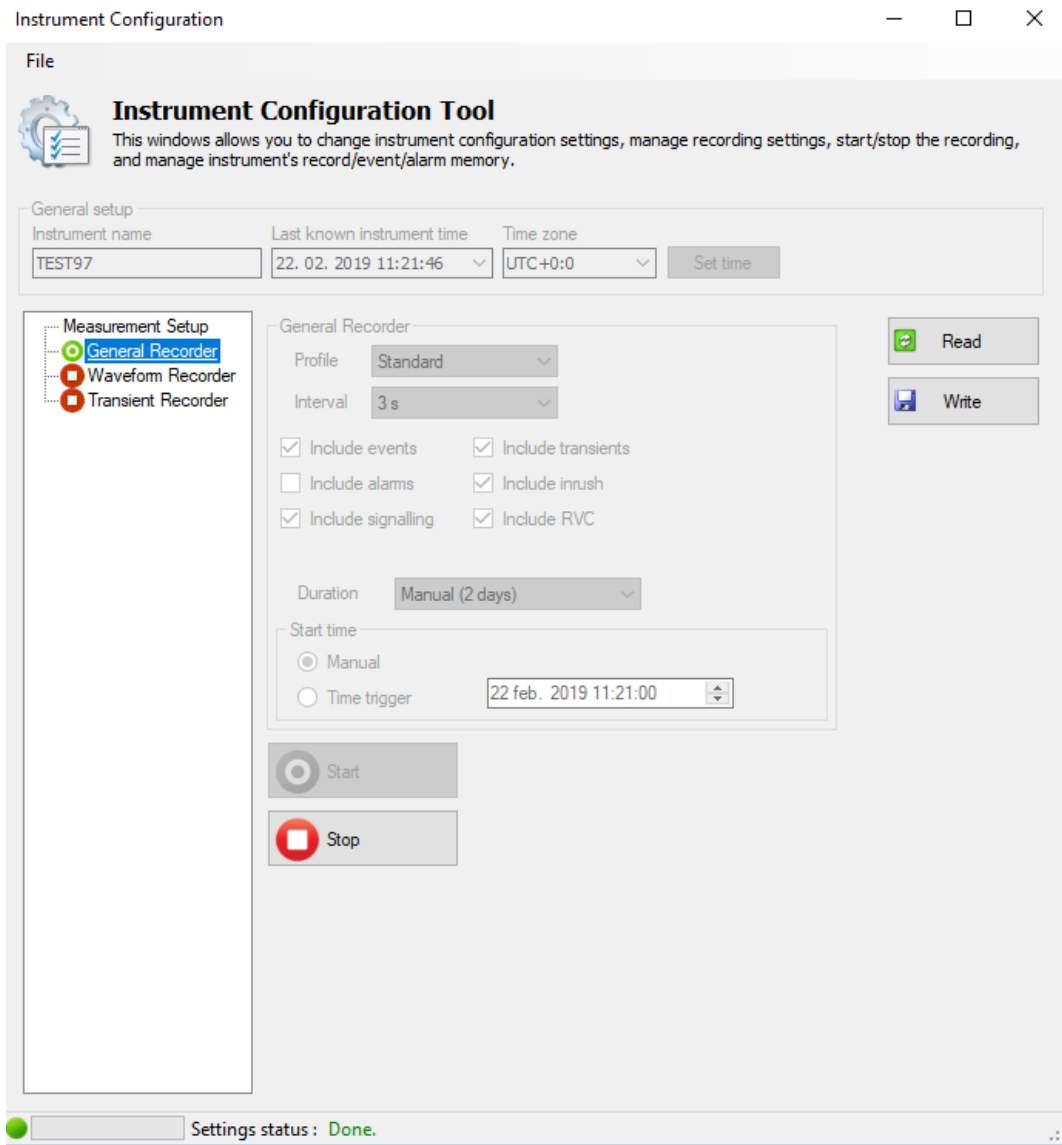 Instrument Configuration
File
Instrument Configuration Tool
This windows allows you to change instrument configuration settings, manage recording settings, start/stop the recording,
and manage instrument's record/event/alarm memory.
General setup
Instrument name Last known instrument time Time zone
TEST97 22. 02. 2019 11:21:46 UTC+0:0 Set time
Measurement Setup
General Recorder
Waveform Recorder
Transient Recorder
General Recorder
Profile Standard
Interval 3 s
Include events Include transients
Include alarms Include inrush
Include signalling Include RVC
Duration Manual (2 days)
Start time
Manual
Time trigger 22 feb. 2019 11:21:00
Start
Stop
Read
Write
Settings status : Done.